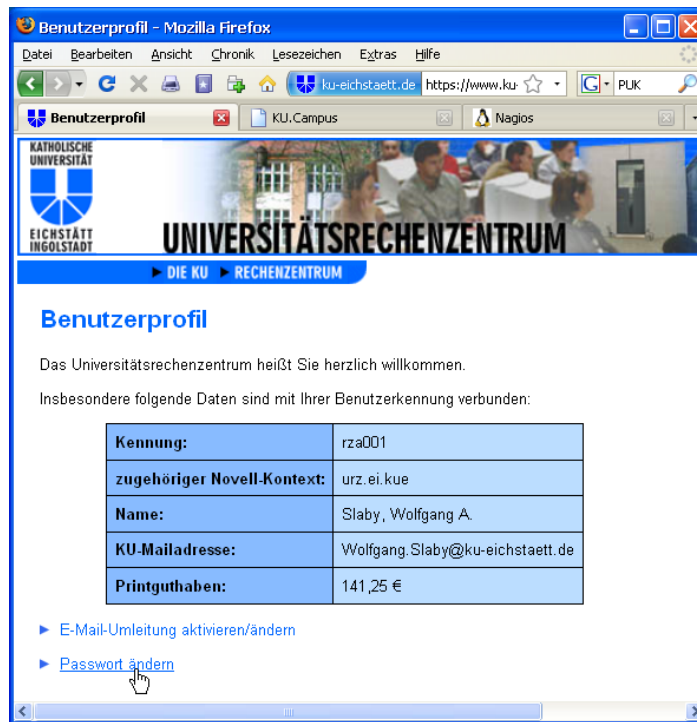 Benutzerprofil - Mozilla Firefox
Datei Bearbeiten Ansicht Chronik Lesezeichen Extras Hilfe
ku-eichstaett.de https://www.ku- G PUK
Benutzerprofil KU.Campus Nagios
KATHOLISCHE
UNIVERSITÄT
EICHSTÄTT
INGOLSTADT
UNIVERSITÄTSRECHENZENTRUM
DIE KU RECHENZENTRUM
Benutzerprofil
Das Universitätsrechenzentrum heißt Sie herzlich willkommen.
Insbesondere folgende Daten sind mit Ihrer Benutzerkennung verbunden:
Kennung: rza001
zugehöriger Novell-Kontext: urz.ei.kue
Name: Slaby, Wolfgang A.
KU-Mailadresse: Wolfgang.Slaby@ku-eichstaett.de
Printguthaben: 141,25 €
E-Mail-Umleitung aktivieren/ändern
Passwort ändern